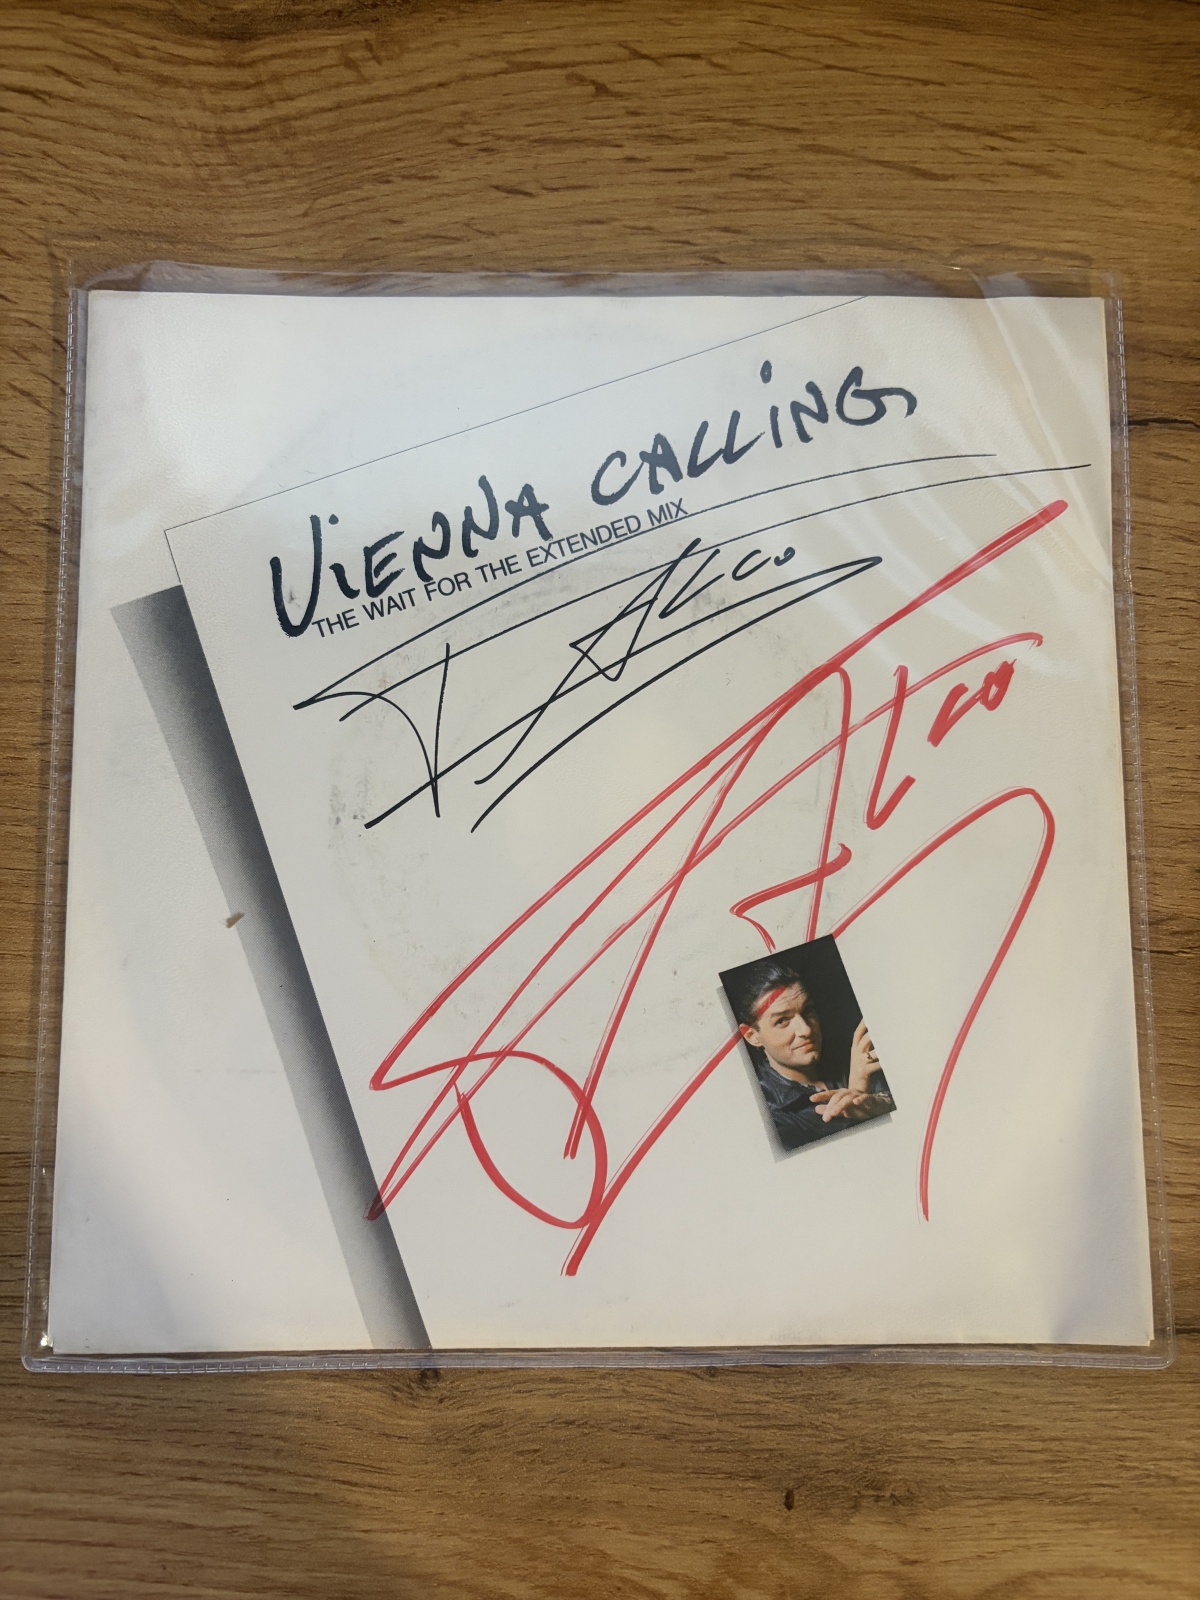 VIENNA CALLING
THE WAIT FOR THE EXTENDED MIX
FALCO
FALCO